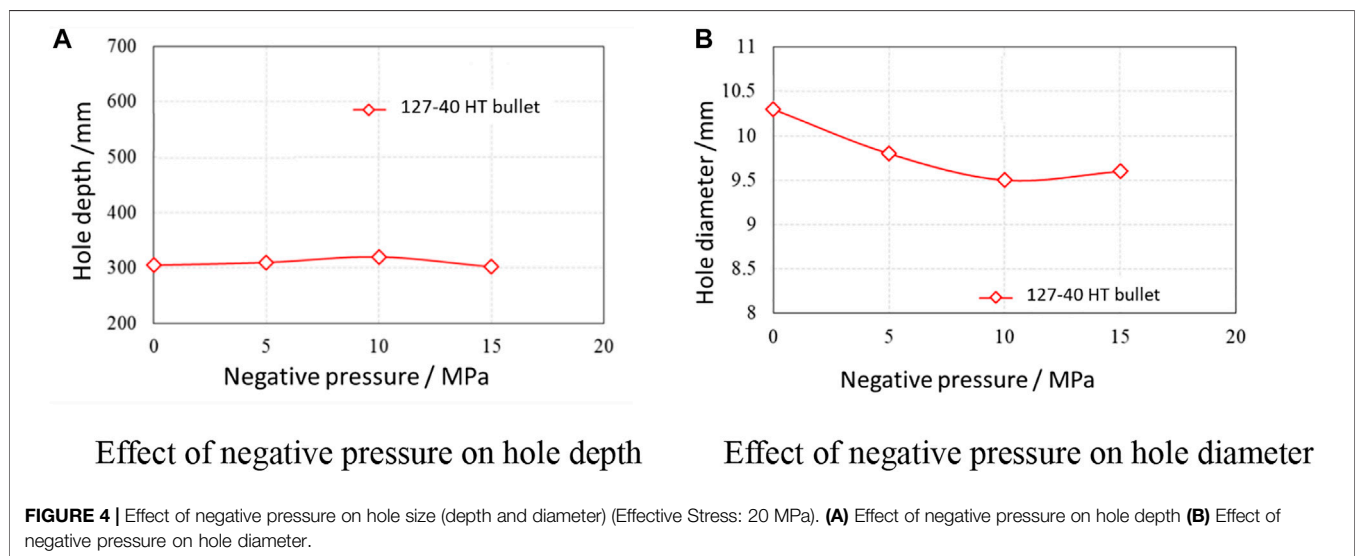 A
700
600
500
400
300
200
0 5 10 15 20
Hole depth /mm
Negative pressure / MPa
127-40 HT bullet
Effect of negative pressure on hole depth
B
11
10.5
10
9.5
9
8.5
8
0 5 10 15 20
Hole diameter /mm
Negative pressure / MPa
127-40 HT bullet
Effect of negative pressure on hole diameter
FIGURE 4 | Effect of negative pressure on hole size (depth and diameter) (Effective Stress: 20 MPa). (A) Effect of negative pressure on hole depth (B) Effect of
negative pressure on hole diameter.